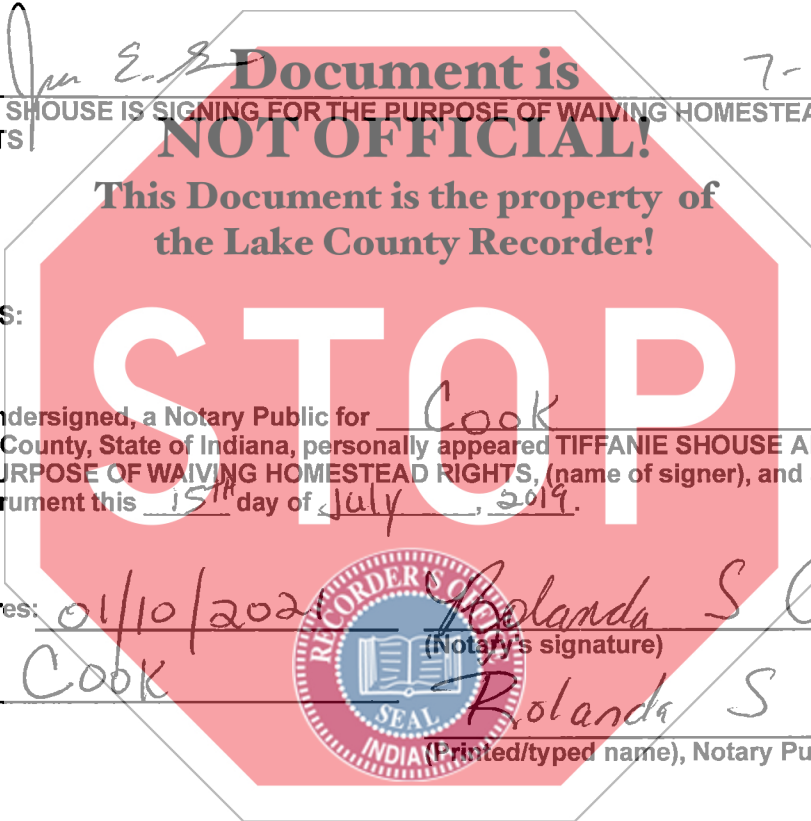 7-
Document is
SHOUSE IS SIGNING FOR THE PURPOSE OF WAIVING HOMESTEA
TS
NOT OFFICIAL!
This Document is the property of
the Lake County Recorder!
S:
STOP
ndersigned, a Notary Public for Cook
County, State of Indiana, personally appeared TIFFANIE SHOUSE A
URPOSE OF WAIVING HOMESTEAD RIGHTS, (name of signer), and
rument this 15TH day of July, 2019.
es: 01/10/2021
Rolanda S
(Notary's signature)
Cook
RECORDER'S OFFICE
SEAL
INDIANA
Rolanda S
(Printed/typed name), Notary Pu